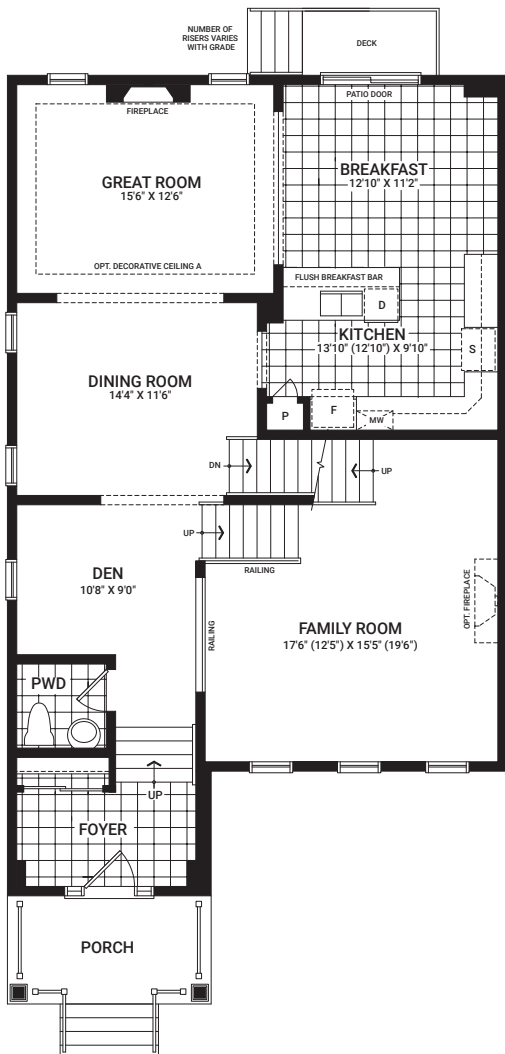 NUMBER OF
RISERS VARIES
WITH GRADE
DECK
PATIO DOOR
FIREPLACE
GREAT ROOM
15'6" X 12'6"
BREAKFAST
12'10" X 11'2"
OPT. DECORATIVE CEILING A
FLUSH BREAKFAST BAR
D
KITCHEN
13'10" (12'10") X 9'10"
S
DINING ROOM
14'4" X 11'6"
P
F
MW
DN
UP
UP
DEN
10'8" X 9'0"
RAILING
RAILING
OPT. FIREPLACE
FAMILY ROOM
17'6" (12'5") X 15'5" (19'6")
PWD
UP
FOYER
PORCH